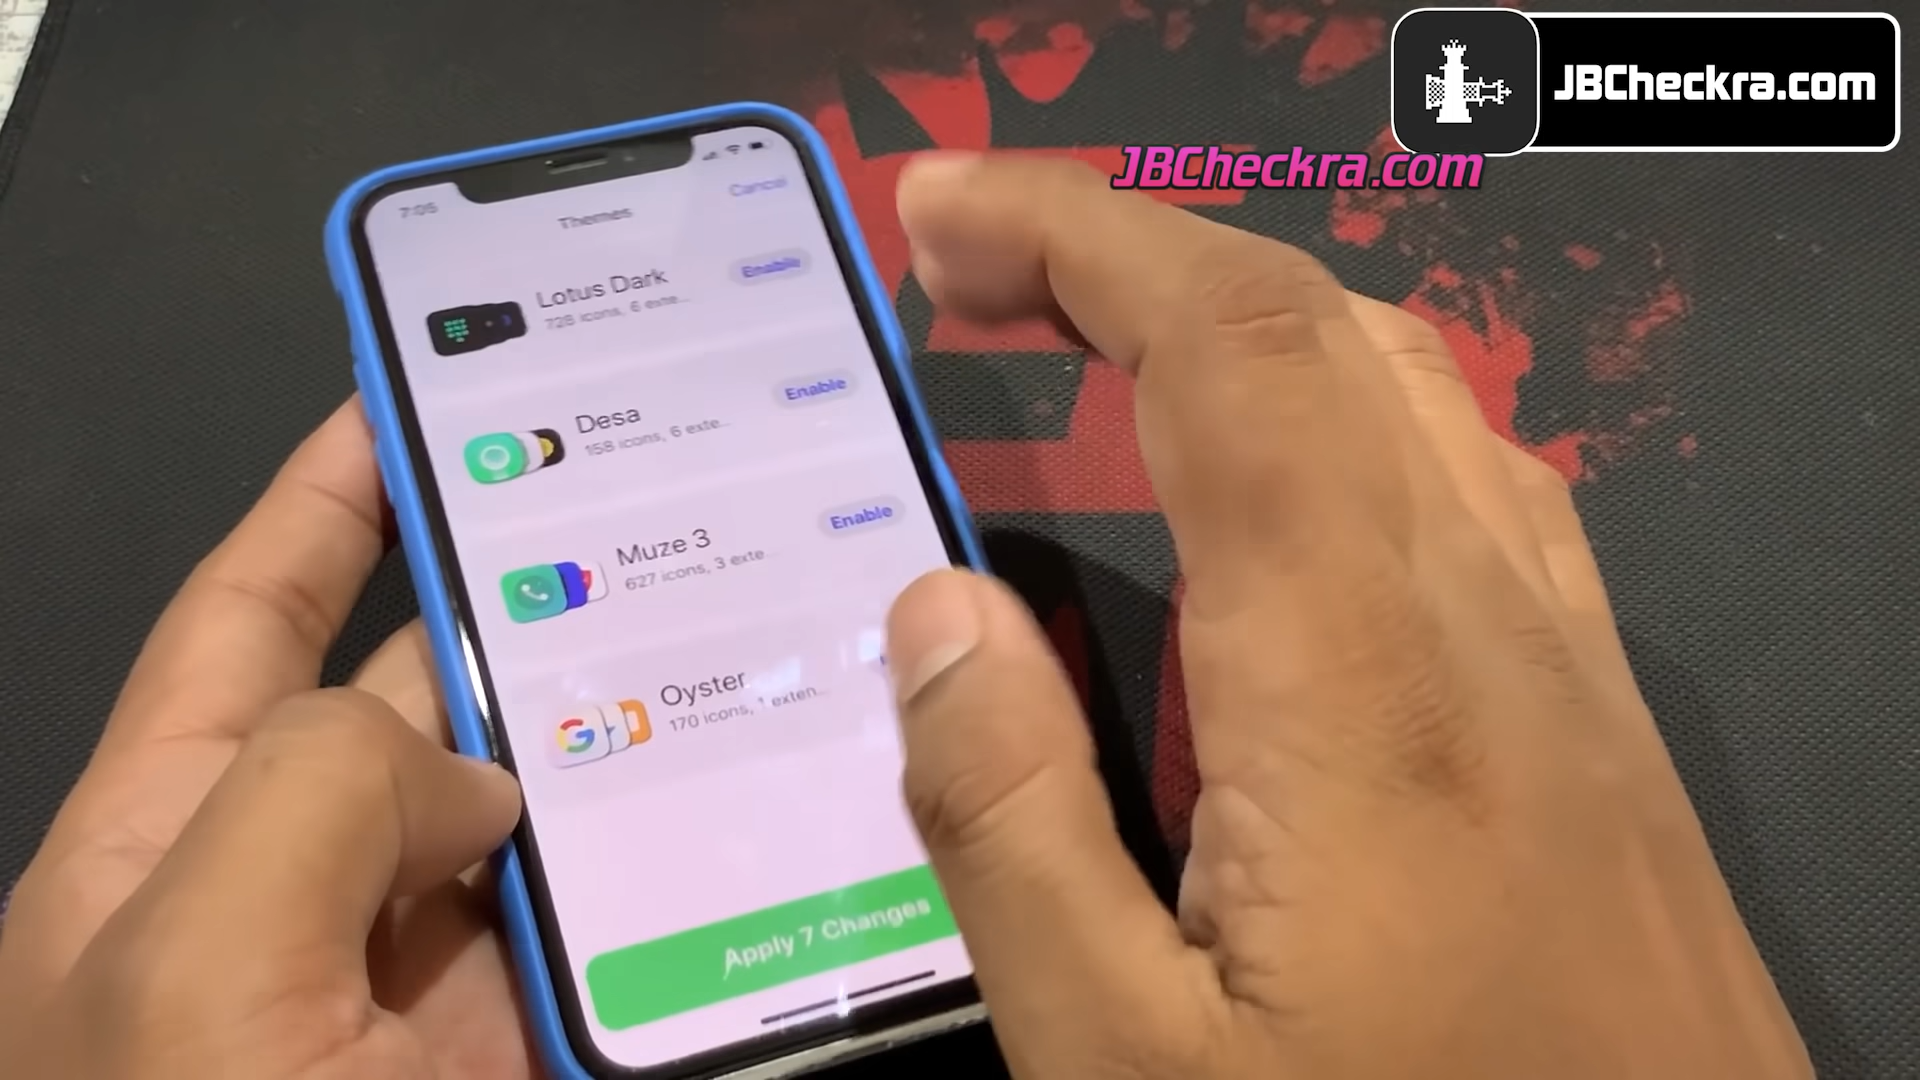 JBCheckra.com
JBCheckra.com
7:05
Cancel
Themes
Lotus Dark
728 icons, 6 exte...
Enable
Desa
158 icons, 6 exte...
Enable
Muze 3
627 icons, 3 exte...
Enable
Oyster
170 icons, 1 exten...
Apply 7 Changes